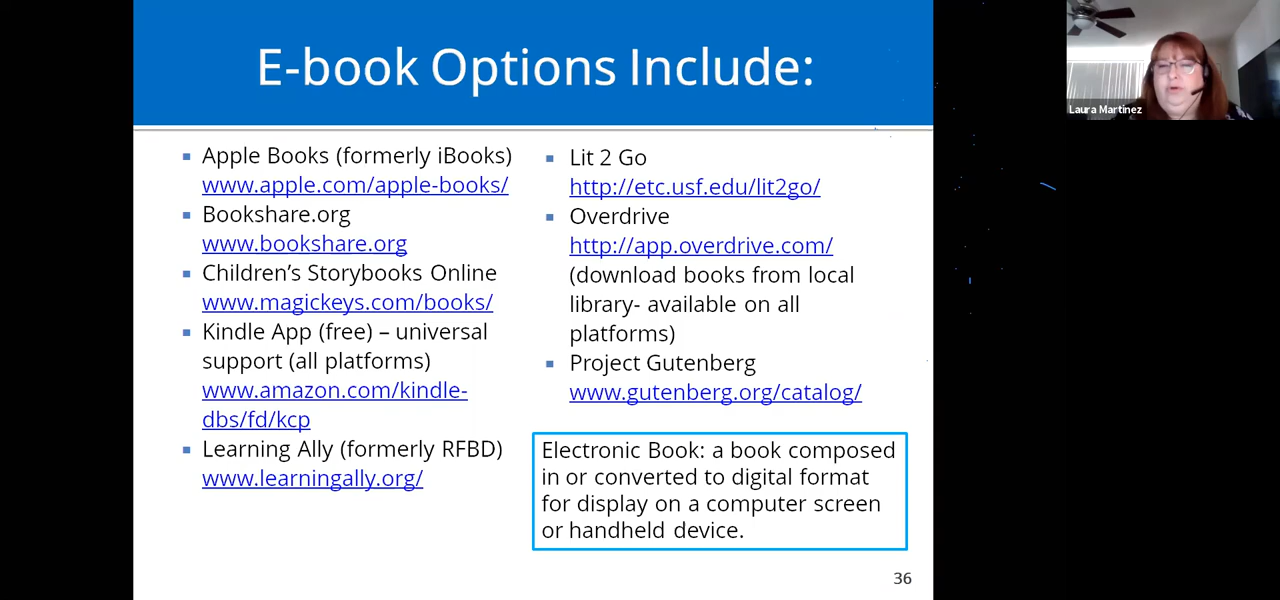 E-book Options Include:
Apple Books (formerly iBooks)
www.apple.com/apple-books/
Bookshare.org
www.bookshare.org
Children’s Storybooks Online
www.magickeys.com/books/
Kindle App (free) – universal
support (all platforms)
www.amazon.com/kindle-
dbs/fd/kcp
Learning Ally (formerly RFBD)
www.learningally.org/
Lit 2 Go
http://etc.usf.edu/lit2go/
Overdrive
http://app.overdrive.com/
(download books from local
library- available on all
platforms)
Project Gutenberg
www.gutenberg.org/catalog/
Electronic Book: a book composed
in or converted to digital format
for display on a computer screen
or handheld device.
36
Laura Martinez